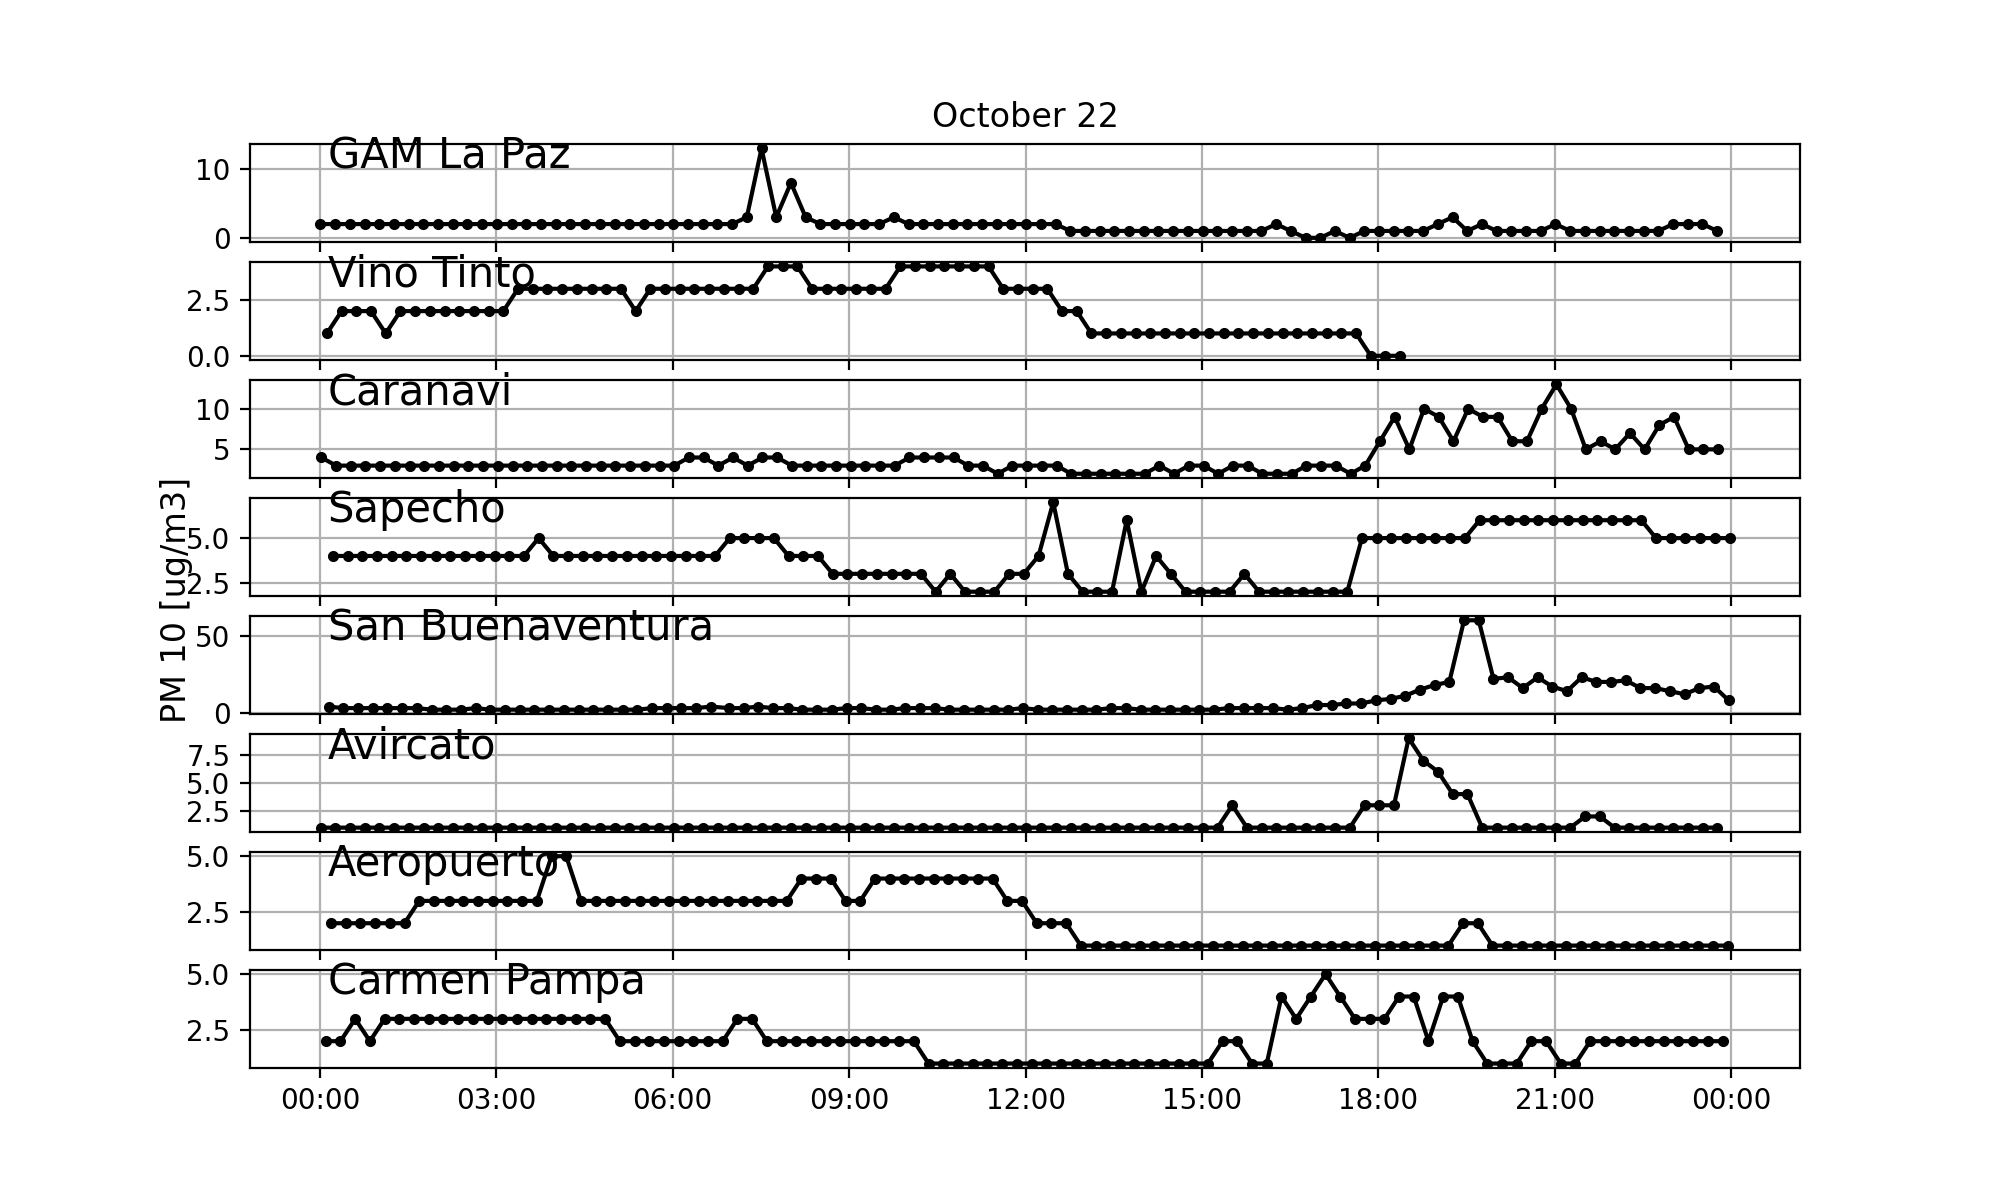 October 22
PM 10 [ug/m3]
GAM La Paz
10
0
Vino Tinto
2.5
0.0
Caranavi
10
5
Sapecho
5.0
2.5
San Buenaventura
50
0
Avircato
7.5
5.0
2.5
Aeropuerto
5.0
2.5
Carmen Pampa
5.0
2.5
00:00 03:00 06:00 09:00 12:00 15:00 18:00 21:00 00:00